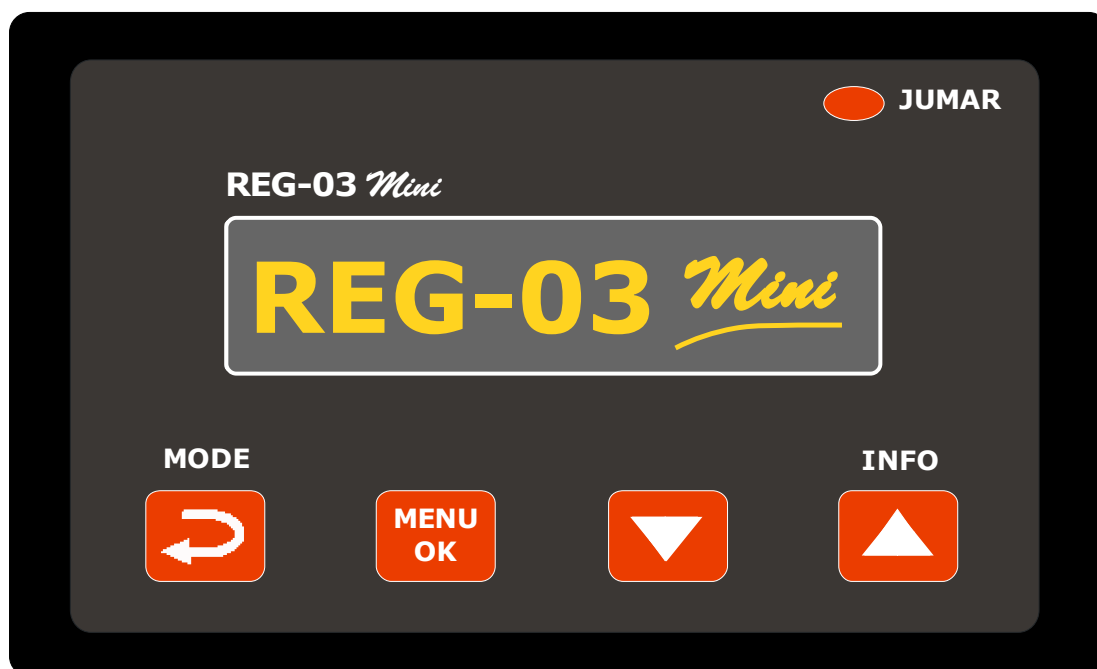 JUMAR
REG-03 Mini
REG-03 Mini
MODE
INFO
MENU
OK